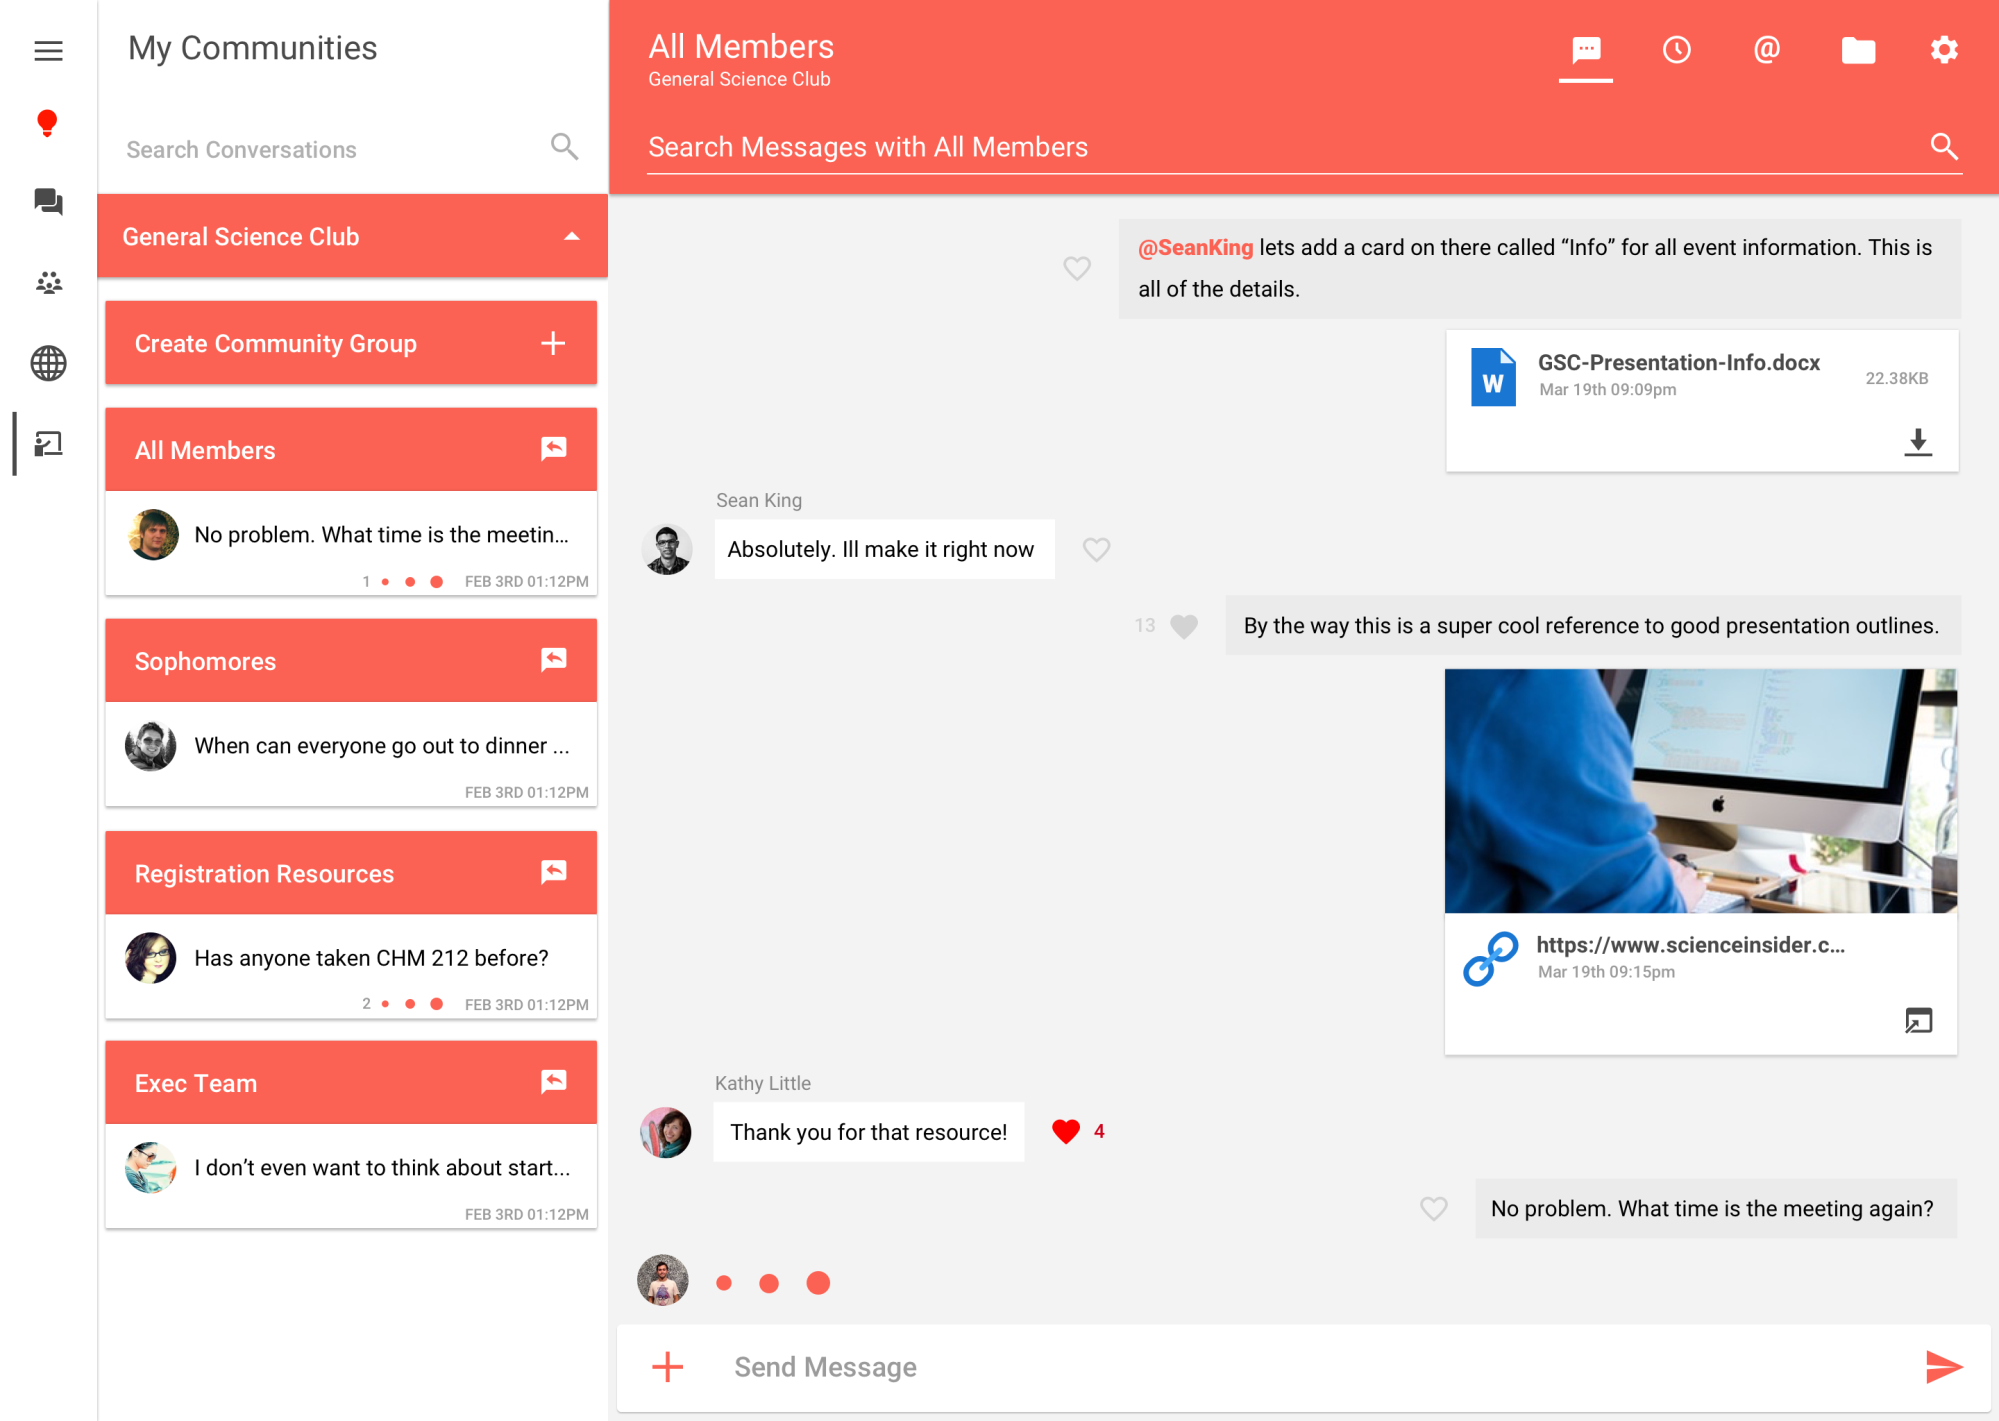 My Communities
Search Conversations
General Science Club
Create Community Group
All Members
No problem. What time is the meetin...
1
FEB 3RD 01:12PM
Sophomores
When can everyone go out to dinner ...
FEB 3RD 01:12PM
Registration Resources
Has anyone taken CHM 212 before?
2
FEB 3RD 01:12PM
Exec Team
I don’t even want to think about start...
FEB 3RD 01:12PM
All Members
General Science Club
@
Search Messages with All Members
@SeanKing lets add a card on there called “Info” for all event information. This is
all of the details.
W
GSC-Presentation-Info.docx
Mar 19th 09:09pm
22.38KB
Sean King
Absolutely. Ill make it right now
13
By the way this is a super cool reference to good presentation outlines.
https://www.scienceinsider.c...
Mar 19th 09:15pm
Kathy Little
Thank you for that resource!
4
No problem. What time is the meeting again?
Send Message